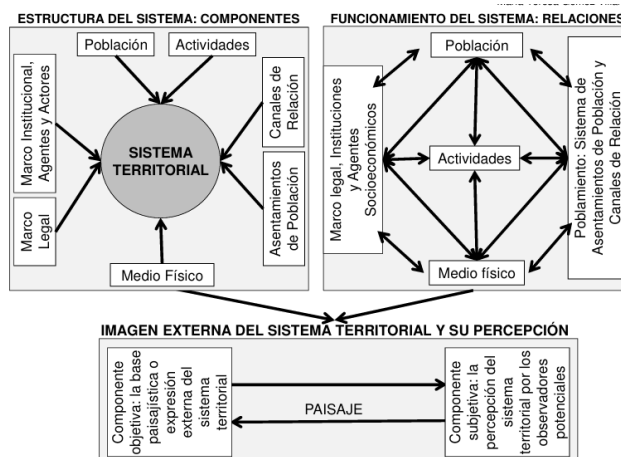 ESTRUCTURA DEL SISTEMA: COMPONENTES
Población
Actividades
Marco Institucional,
Agentes y Actores
Marco
Legal
SISTEMA
TERRITORIAL
Canales de
Relación
Asentamientos
de Población
Medio Físico
FUNCIONAMIENTO DEL SISTEMA: RELACIONES
Población
Marco legal, Instituciones
y Agentes
Socioeconómicos
Actividades
Poblamiento: Sistema de
Asentamientos de Población y
Canales de Relación
Medio físico
IMAGEN EXTERNA DEL SISTEMA TERRITORIAL Y SU PERCEPCIÓN
Componente
objetiva: la base
paisajística o
expresión
externa del
sistema
territorial
PAISAJE
Componente
subjetiva: la
percepción del
sistema
territorial por los
observadores
potenciales